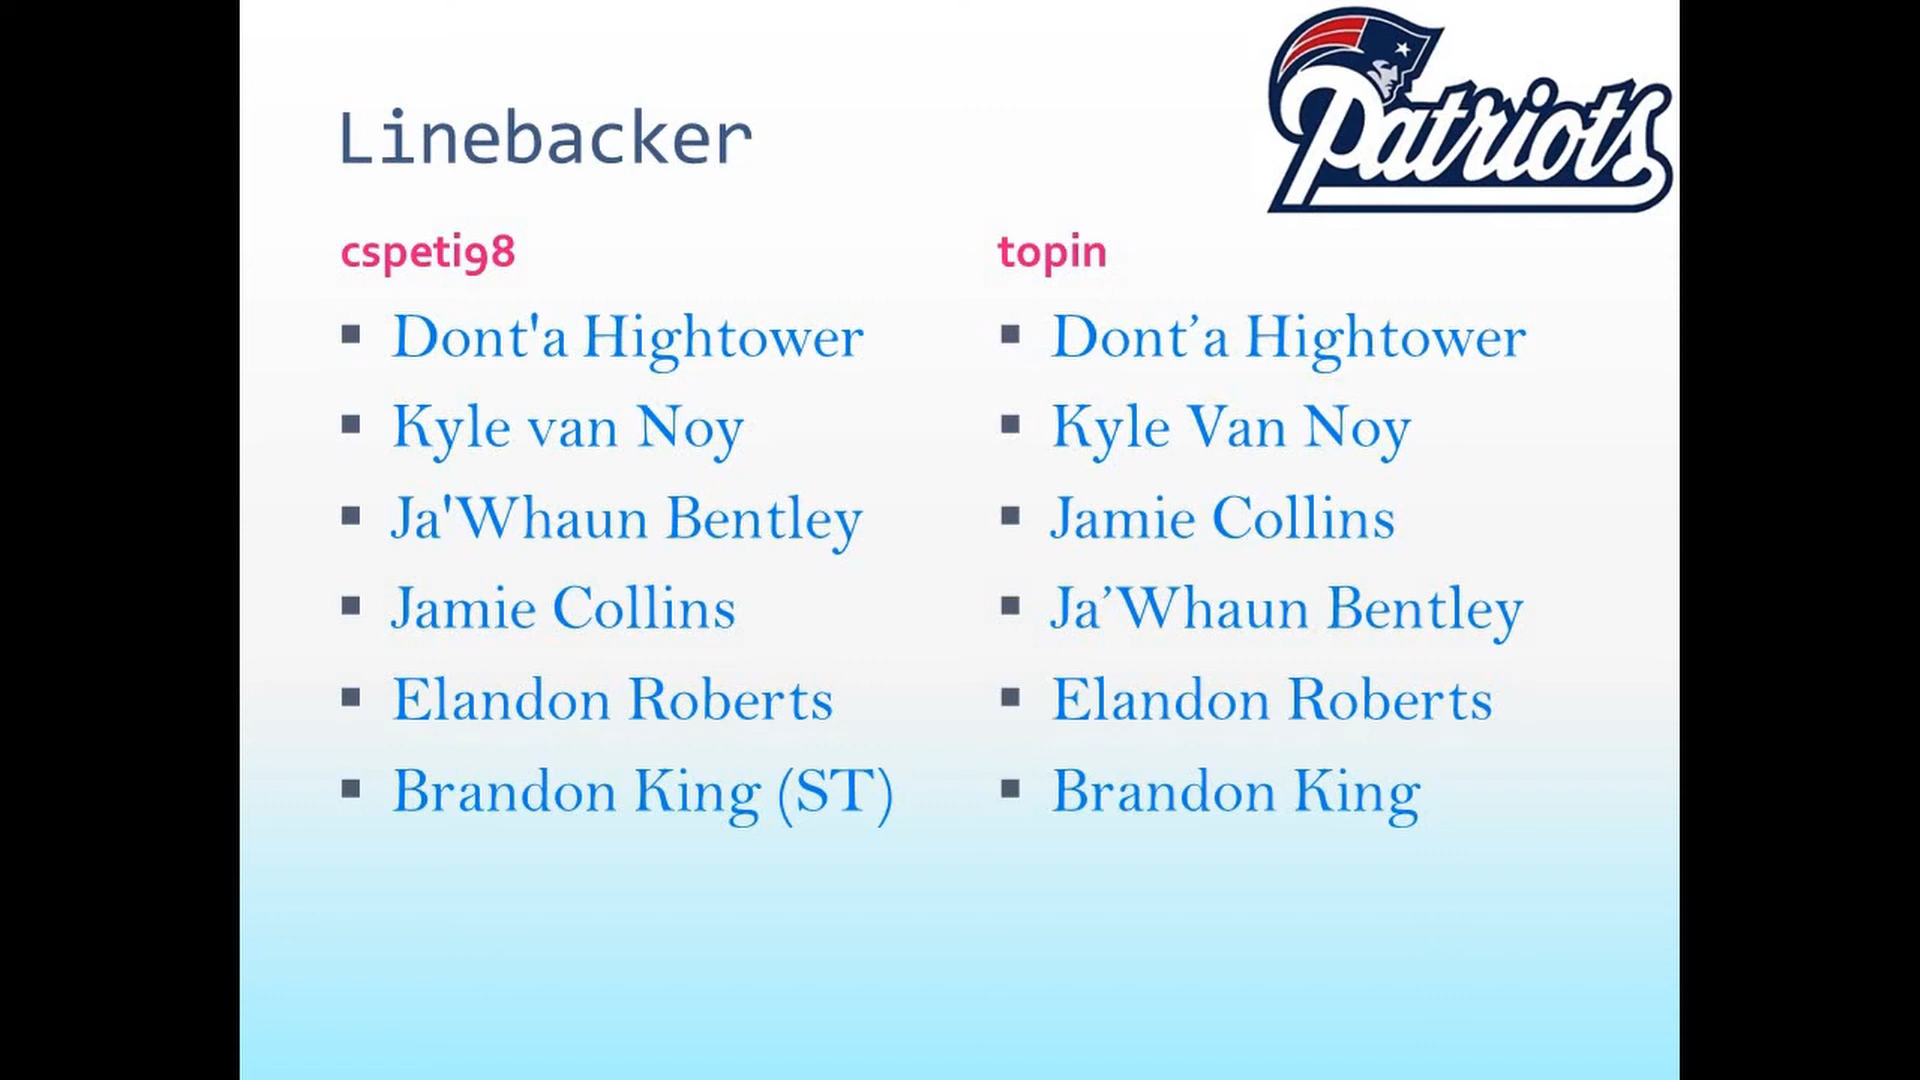 Patriots
Linebacker
cspeti98
Dont'a Hightower
Kyle van Noy
Ja'Whaun Bentley
Jamie Collins
Elandon Roberts
Brandon King (ST)
topin
Dont’a Hightower
Kyle Van Noy
Jamie Collins
Ja’Whaun Bentley
Elandon Roberts
Brandon King